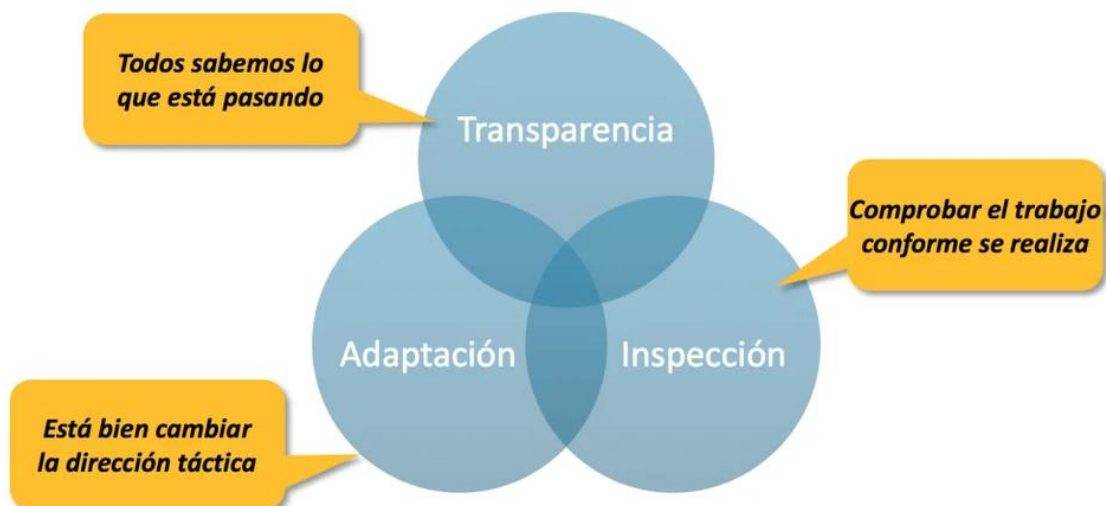 Todos sabemos lo
que está pasando
Transparencia
Comprobar el trabajo
conforme se realiza
Adaptación
Inspección
Está bien cambiar
la dirección táctica